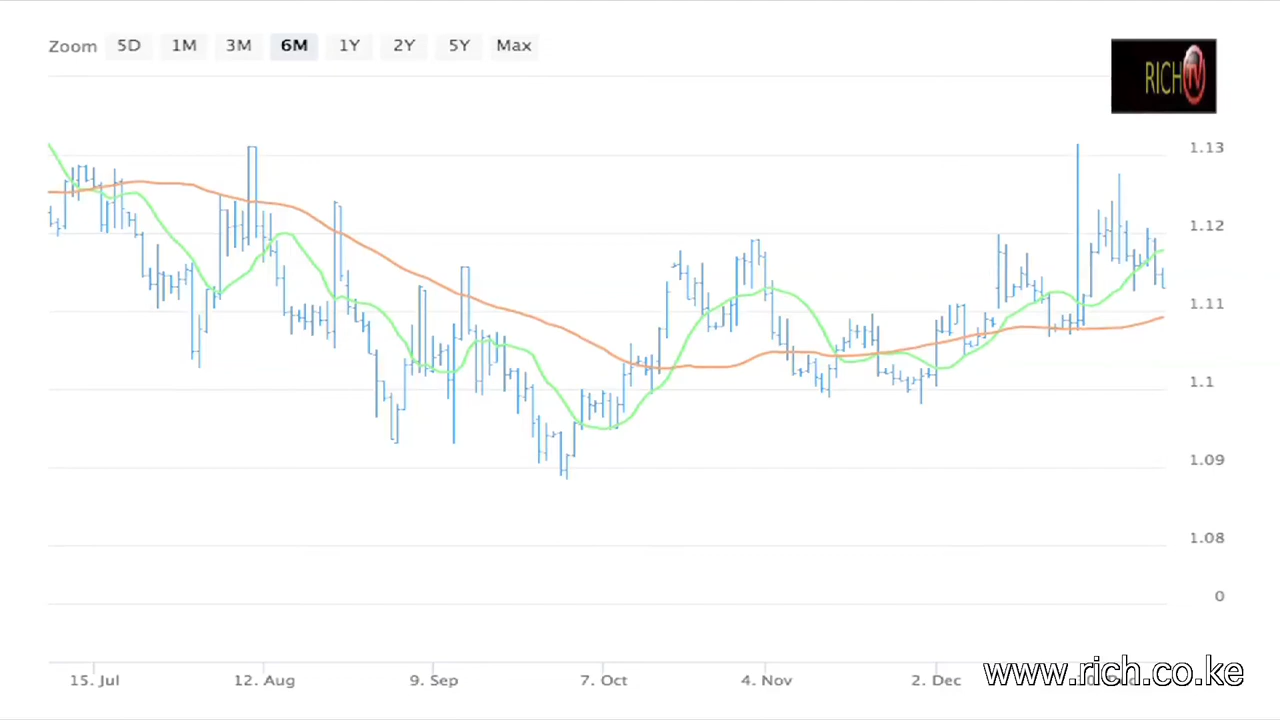 Zoom 5D 1M 3M 6M 1Y 2Y 5Y Max
RICH TV
1.13
1.12
1.11
1.1
1.09
1.08
0
15. Jul 12. Aug 9. Sep 7. Oct 4. Nov 2. Dec
www.rich.co.ke